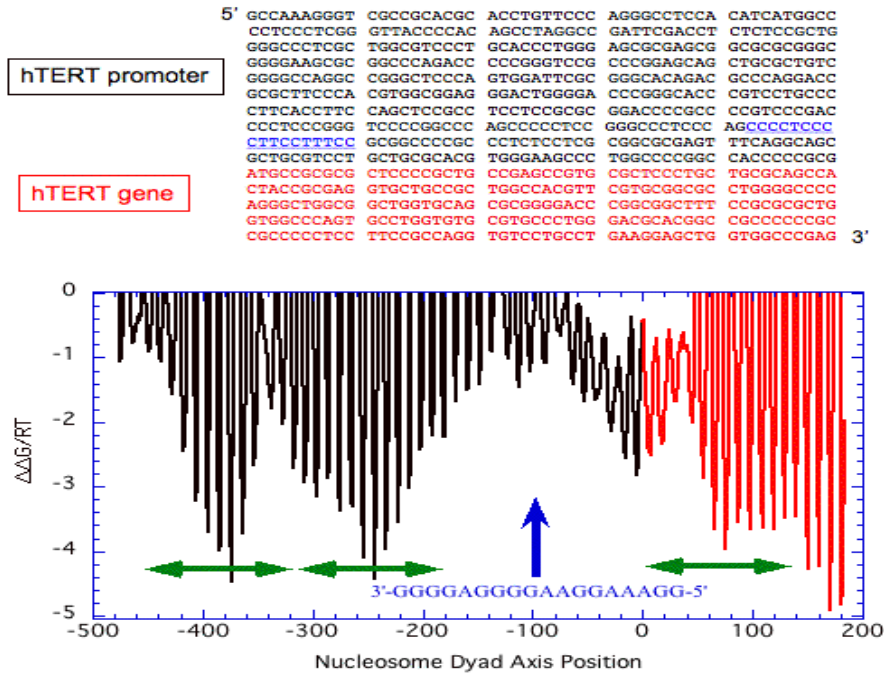 5' GCCAAAGGGT CGCCGCACGC ACCTGTTCCC AGGGCCTCCA CATCATGGCC
CCTCCCTCGG GTTACCCCAC AGCCTAGGCC GATTCGACCT CTCTCCGCTG
GGGCCCTCGC TGGCGTCCCT GCACCCTGGG AGCGCGAGCG GCGCGCGGGC
hTERT promoter
GGGGAAGCGC GGCCCAGACC CCCGGGTCCG CCCGGAGCAG CTGCGCTGTC
GGGGCCAGGC CGGGCTCCCA GTGGATTCGC GGGCACAGAC GCCCAGGACC
GCGCTTCCCA CGTGGCGGAG GGACTGGGGA CCCGGGCACC CGTCCTGCCC
CTTCACCTTCC CAGCTCCGCC TCCTCCGCGC GGACCCCGCC CCGTCCCGAC
CCCTCCCGGG TCCCCGGCCC AGCCCCCTCC GGGCCCTCCC AGCCCCTCCC
CTTCCTTTCC GCGGCCCCGC CCTCTCCTCG CGGCGCGAGT TTCAGGCAGC
GCTGCGTCCT GCTGCGCACG TGGGAAGCCC TGGCCCCGGC CACCCCCGCG
hTERT gene
ATGCCGCGCG CTCCCCGCTG CCGAGCCGTG CGCTCCCTGC TGCGCAGCCA
CTACCGCGAG GTGCTGCCGC TGGCCACGTT CGTGCGGCGC CTGGGGCCCC
AGGGCTGGCG GCTGGTGCAG CGCGGGGACC CGGCGGCTTT CCGCGCGCTG
GTGGCCCAGT GCCTGGTGTG CGTGCCCTGG GACGCACGGC CGCCCCCCGC
CGCCCCCTCC TTCCGCCAGG TGTCCTGCCT GAAGGAGCTG GTGGCCCGAG 3'
0
-1
-2
-3
-4
-5
ΔΔG/RT
3'-GGGGAGGGGAAGGAAAGG-5'
-500 -400 -300 -200 -100 0 100 200
Nucleosome Dyad Axis Position